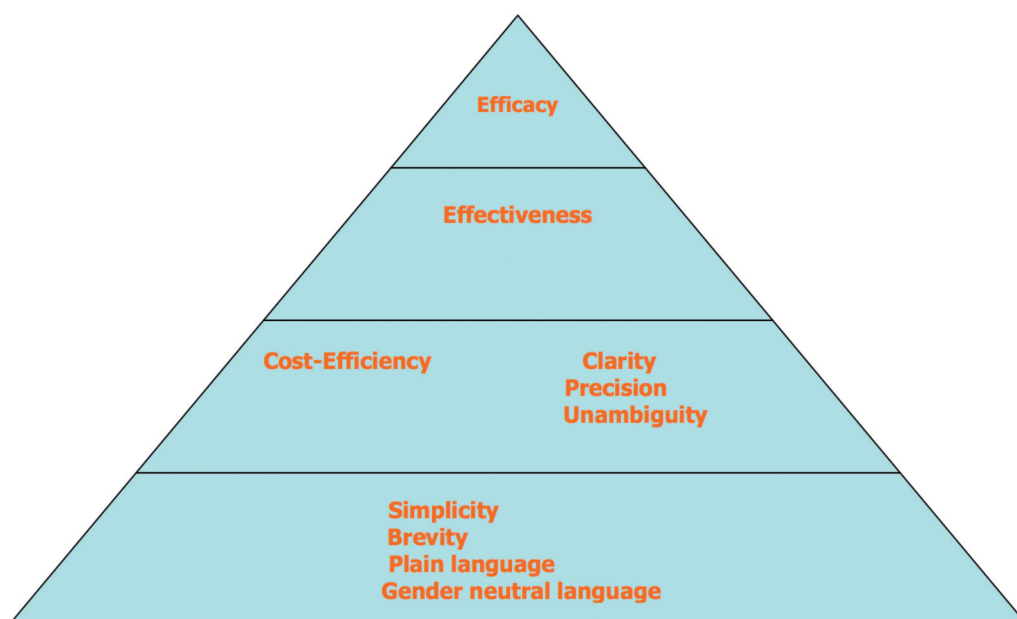 Efficacy
Effectiveness
Cost-Efficiency
Clarity
Precision
Unambiguity
Simplicity
Brevity
Plain language
Gender neutral language